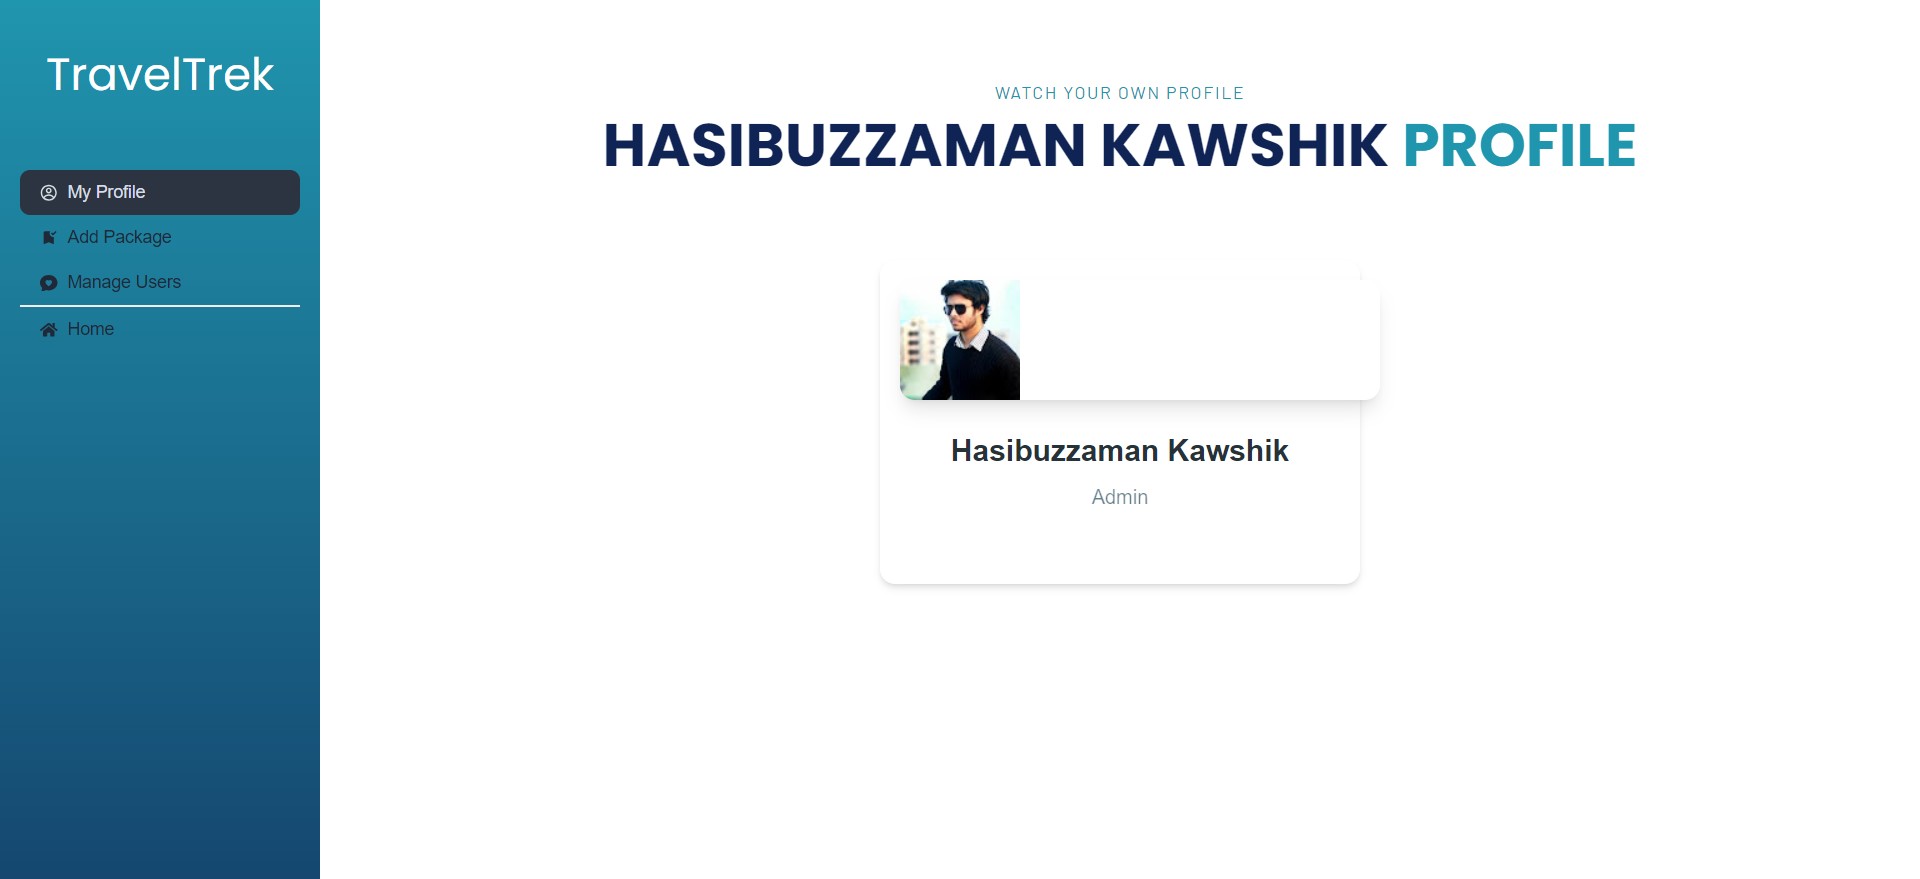 TravelTrek
My Profile
Add Package
Manage Users
Home
WATCH YOUR OWN PROFILE
HASIBUZZAMAN KAWSHIK PROFILE
Hasibuzzaman Kawshik
Admin